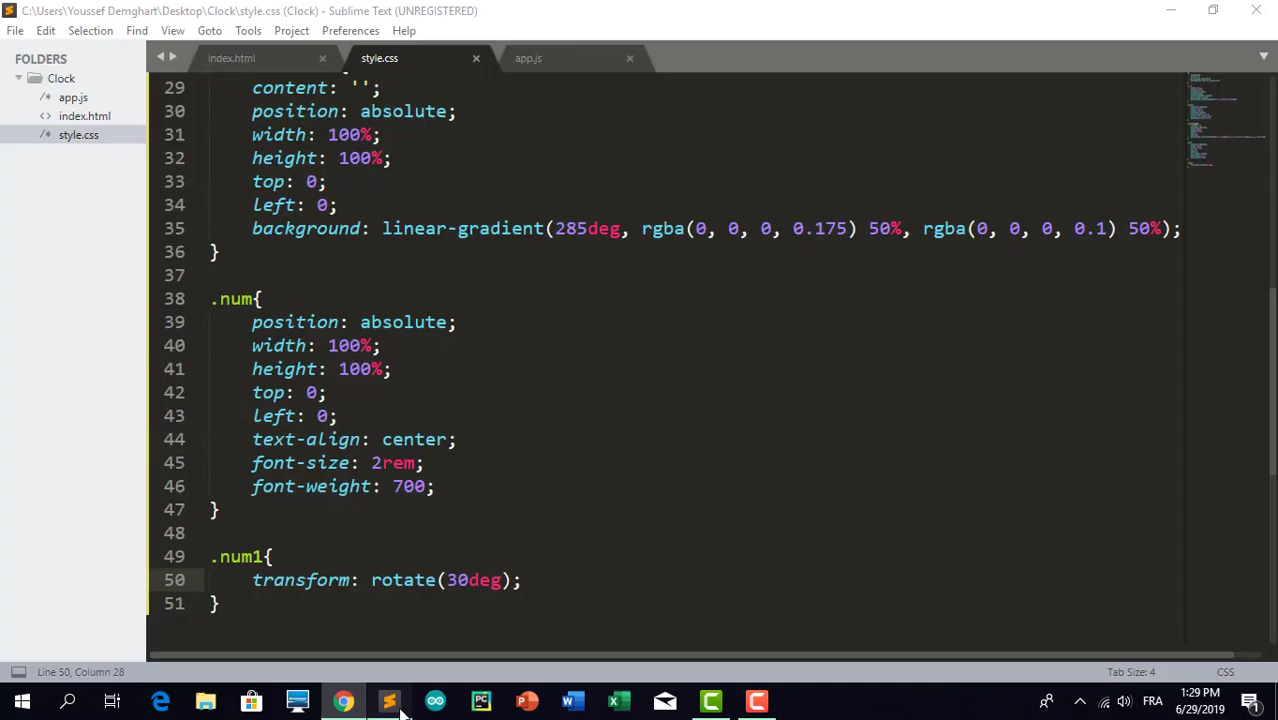 C:\Users\Youssef Demghart\Desktop\Clock\style.css (Clock) - Sublime Text (UNREGISTERED)
File Edit Selection Find View Goto Tools Project Preferences Help
FOLDERS
Clock
/* app.js
<> index.html
/* style.css
index.html × style.css × app.js ×
29 content: '';
30 position: absolute;
31 width: 100%;
32 height: 100%;
33 top: 0;
34 left: 0;
35 background: linear-gradient(285deg, rgba(0, 0, 0, 0.175) 50%, rgba(0, 0, 0, 0.1) 50%);
36 }
37
38 .num{
39 position: absolute;
40 width: 100%;
41 height: 100%;
42 top: 0;
43 left: 0;
44 text-align: center;
45 font-size: 2rem;
46 font-weight: 700;
47 }
48
49 .num1{
50 transform: rotate(30deg);
51 }
Line 50, Column 28 Tab Size: 4 CSS
FRA 1:29 PM
6/29/2019 1